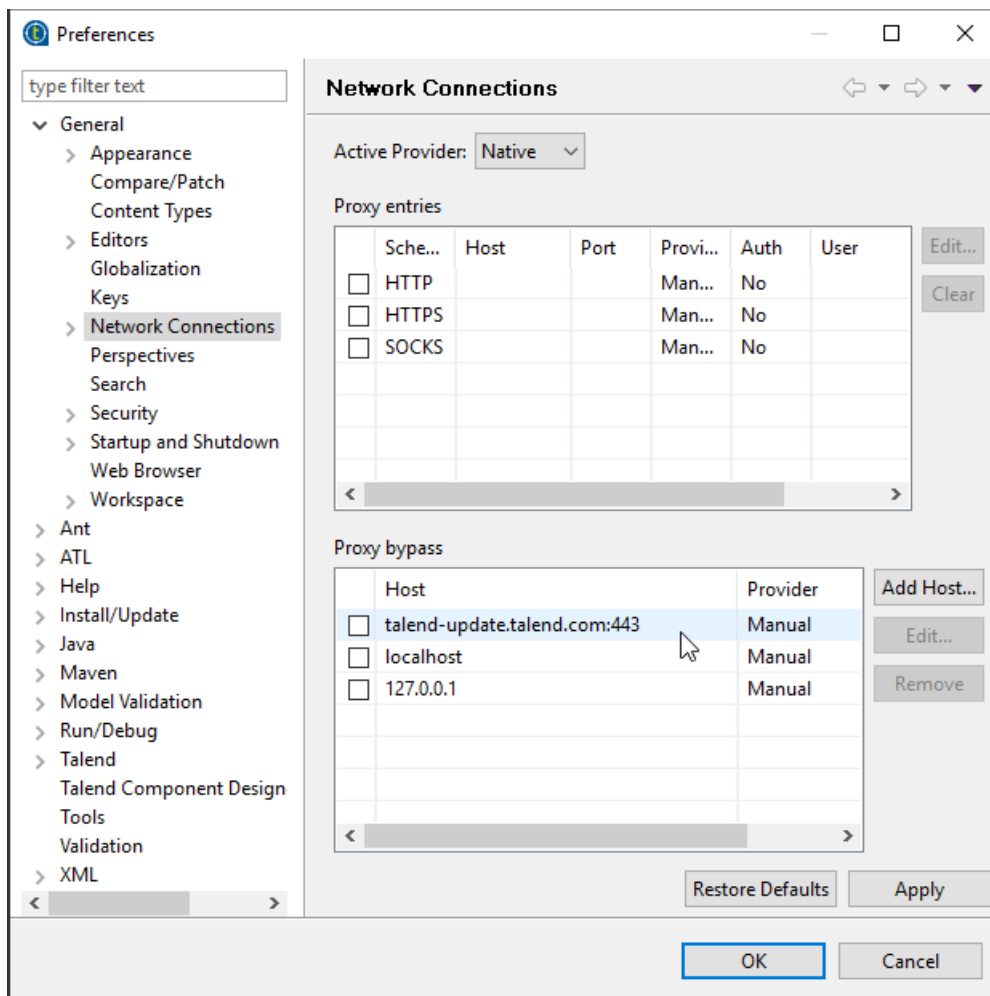 Preferences
type filter text
General
Appearance
Compare/Patch
Content Types
Editors
Globalization
Keys
Network Connections
Perspectives
Search
Security
Startup and Shutdown
Web Browser
Workspace
Ant
ATL
Help
Install/Update
Java
Maven
Model Validation
Run/Debug
Talend
Talend Component Design
Tools
Validation
XML
Network Connections
Active Provider: Native
Proxy entries
Sche... Host Port Provi... Auth User
HTTP Man... No
HTTPS Man... No
SOCKS Man... No
Edit...
Clear
Proxy bypass
Host Provider
talend-update.talend.com:443 Manual
localhost Manual
127.0.0.1 Manual
Add Host...
Edit...
Remove
Restore Defaults Apply
OK Cancel